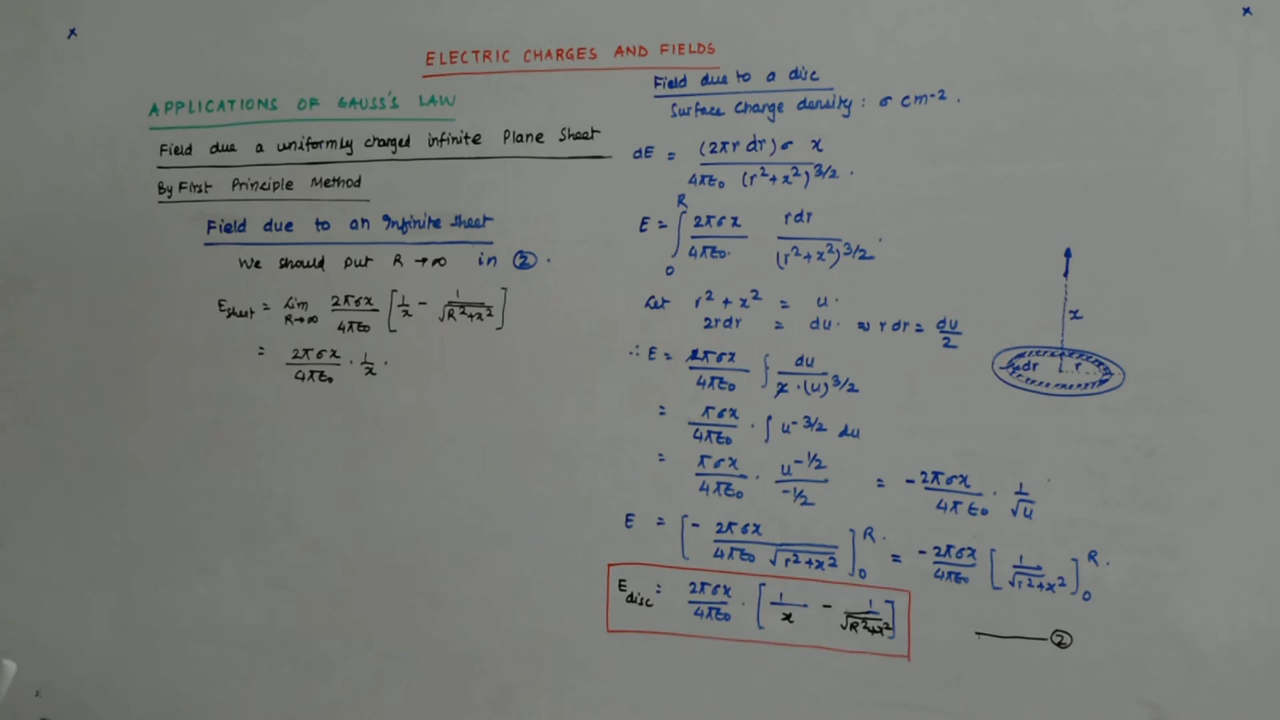 ELECTRIC CHARGES AND FIELDS
APPLICATIONS OF GAUSS'S LAW
Field due a uniformly charged infinite Plane Sheet
By First Principle Method
Field due to an Infinite sheet
We should put R → ∞ in ②.
E_sheet = Lim_{R→∞} 2πσx / 4πε₀ [1/x − 1/√(R²+x²)]
= 2πσx / 4πε₀ · 1/x .
Field due to a disc
Surface Charge density : σ cm⁻² .
dE = (2πr dr) σ x / 4πε₀ (r²+x²)^3/2 .
E = ∫₀^R 2πσx / 4πε₀ . rdr / (r²+x²)^3/2 .
Let r² + x² = u .
2rdr = du . ⇒ r dr = du/2
∴ E = 2πσx / 4πε₀ ∫ du / 2 · (u)^3/2
= πσx / 4πε₀ · ∫ u^-3/2 du
= πσx / 4πε₀ · u^-1/2 / -1/2 = -2πσx / 4πε₀ · 1/√u
E = [ - 2πσx / 4πε₀ √(r²+x²) ]₀^R = -2πσx / 4πε₀ [ 1/√(r²+x²) ]₀^R .
E_disc = 2πσx / 4πε₀ · [ 1/x − 1/√(R²+x²) ] —— ②
x
dr r